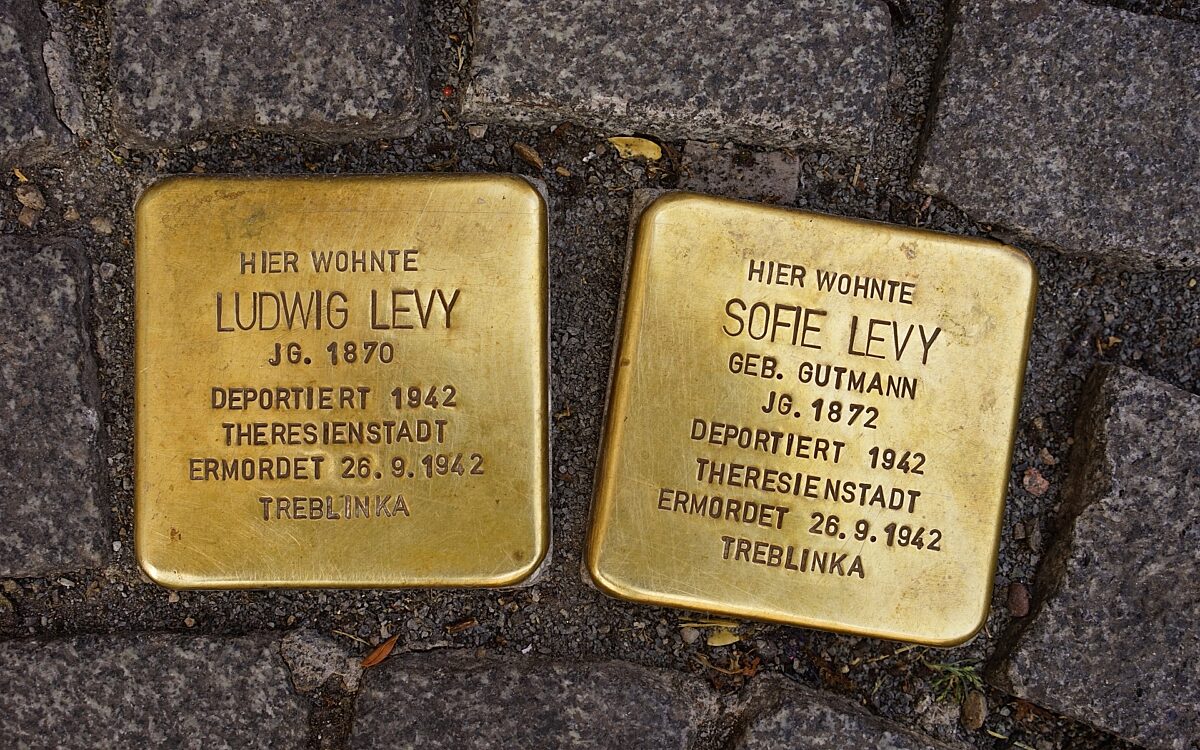 HIER WOHNTE
LUDWIG LEVY
JG. 1870
DEPORTIERT 1942
THERESIENSTADT
ERMORDET 26.9.1942
TREBLINKA
HIER WOHNTE
SOFIE LEVY
GEB. GUTMANN
JG. 1872
DEPORTIERT 1942
THERESIENSTADT
ERMORDET 26.9.1942
TREBLINKA